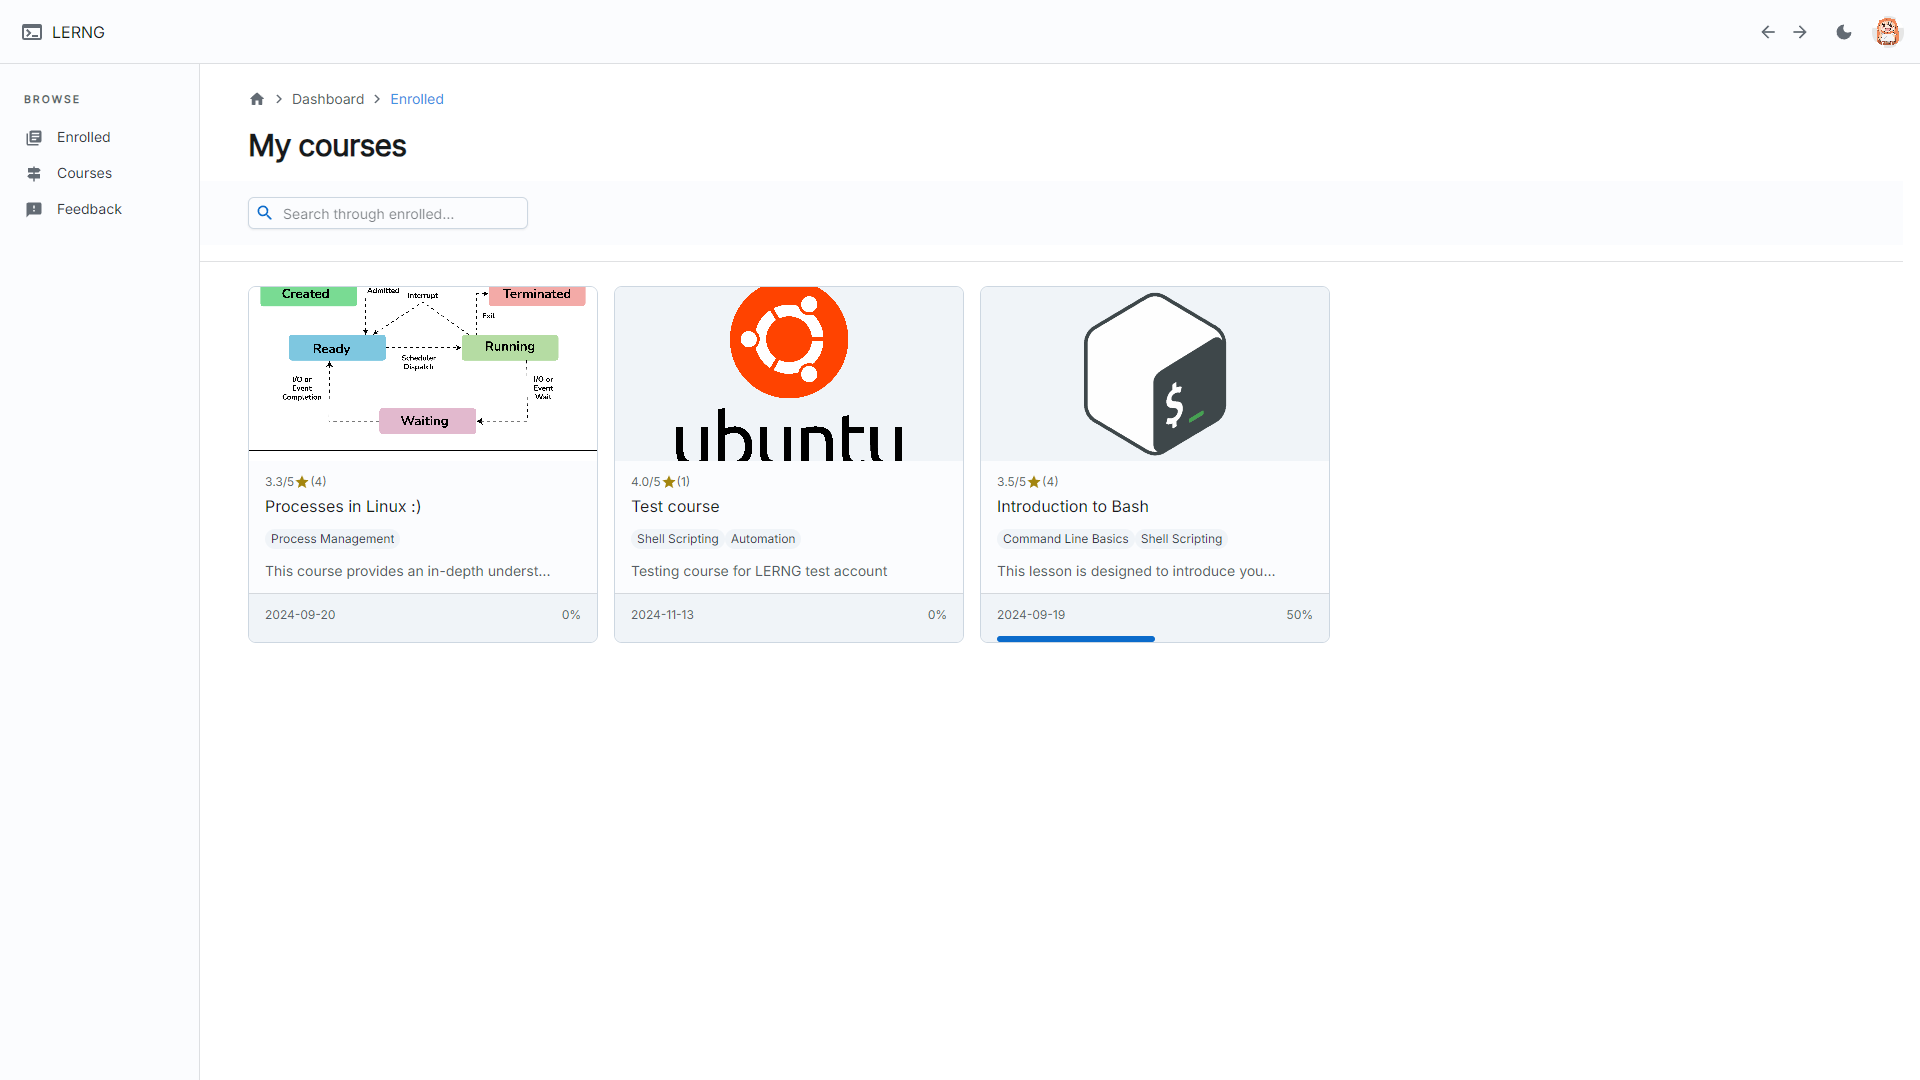 LERNG
BROWSE
Enrolled
Courses
Feedback
Dashboard
Enrolled
My courses
Search through enrolled...
Created
Admitted
Interrupt
Terminated
Exit
Ready
Running
Scheduler
Dispatch
I/O or
Event
Completion
I/O or
Event
Wait
Waiting
3.3/5 (4)
Processes in Linux :)
Process Management
This course provides an in-depth underst...
2024-09-20 0%
ubuntu
4.0/5 (1)
Test course
Shell Scripting Automation
Testing course for LERNG test account
2024-11-13 0%
$_
3.5/5 (4)
Introduction to Bash
Command Line Basics Shell Scripting
This lesson is designed to introduce you...
2024-09-19 50%